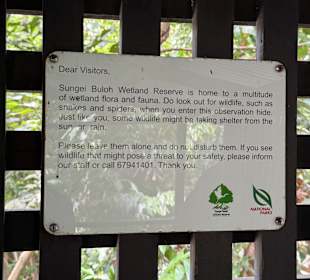 Dear Visitors,
Sungei Buloh Wetland Reserve is home to a multitude
of wetland flora and fauna. Do look out for wildlife, such as
snakes and spiders, when you enter this observation hide.
Just like you, some wildlife might be taking shelter from the
sun or rain.
Please leave them alone and do not disturb them. If you see
wildlife that might pose a threat to your safety, please inform
our staff or call 67941401. Thank you.
NATIONAL
PARKS